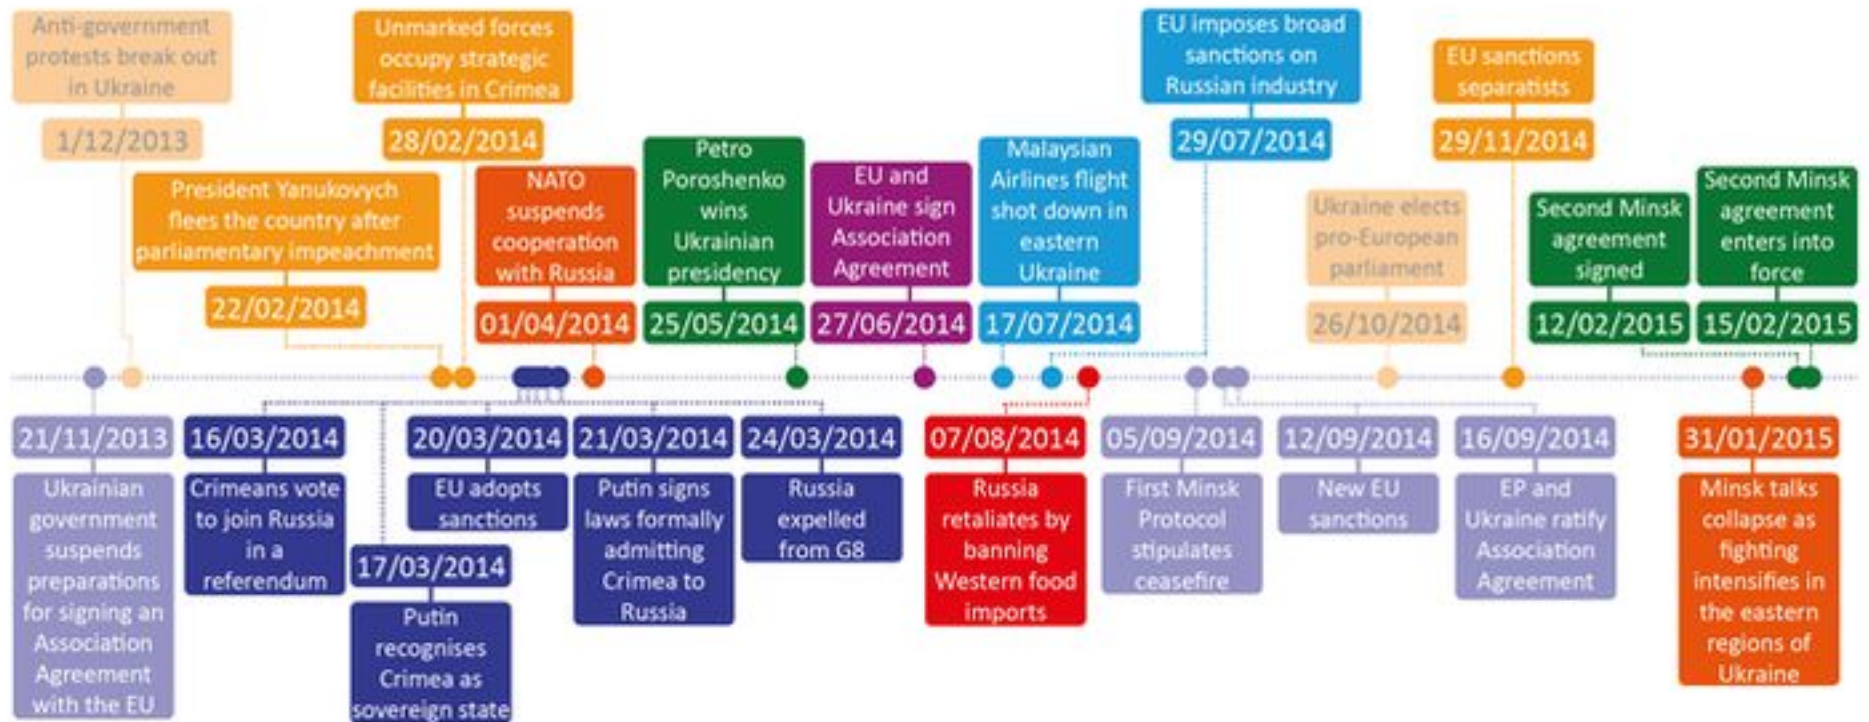 Anti-government
protests break out
in Ukraine
1/12/2013
President Yanukovych
flees the country after
parliamentary impeachment
22/02/2014
Unmarked forces
occupy strategic
facilities in Crimea
28/02/2014
NATO
suspends
cooperation
with Russia
01/04/2014
Petro
Poroshenko
wins
Ukrainian
presidency
25/05/2014
EU and
Ukraine sign
Association
Agreement
27/06/2014
Malaysian
Airlines flight
shot down in
eastern
Ukraine
17/07/2014
EU imposes broad
sanctions on
Russian industry
29/07/2014
Ukraine elects
pro-European
parliament
26/10/2014
EU sanctions
separatists
29/11/2014
Second Minsk
agreement
signed
12/02/2015
Second Minsk
agreement
enters into
force
15/02/2015
21/11/2013
Ukrainian
government
suspends
preparations
for signing an
Association
Agreement
with the EU
16/03/2014
Crimeans vote
to join Russia
in a
referendum
17/03/2014
Putin
recognises
Crimea as
sovereign state
20/03/2014
EU adopts
sanctions
21/03/2014
Putin signs
laws formally
admitting
Crimea to
Russia
24/03/2014
Russia
expelled
from G8
07/08/2014
Russia
retaliates by
banning
Western food
imports
05/09/2014
First Minsk
Protocol
stipulates
ceasefire
12/09/2014
New EU
sanctions
16/09/2014
EP and
Ukraine ratify
Association
Agreement
31/01/2015
Minsk talks
collapse as
fighting
intensifies in
the eastern
regions of
Ukraine